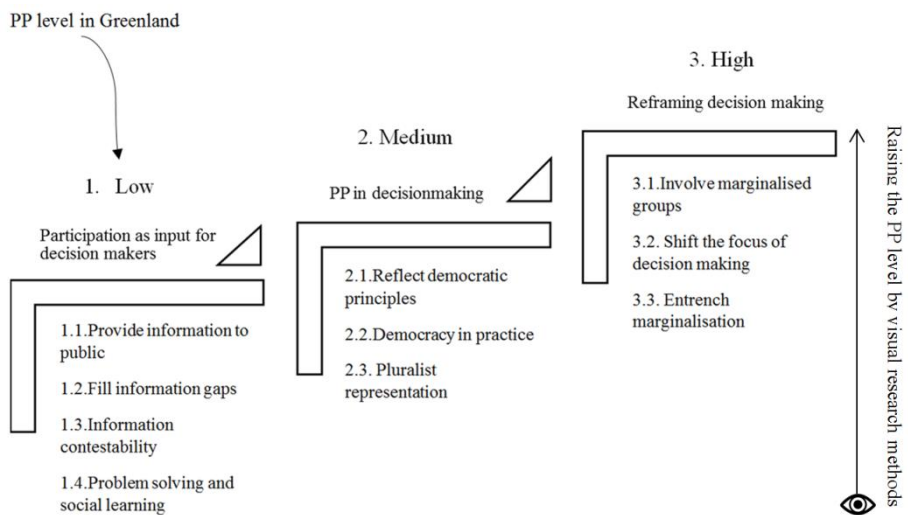 PP level in Greenland
1. Low
Participation as input for
decision makers
1.1.Provide information to
public
1.2.Fill information gaps
1.3.Information
contestability
1.4.Problem solving and
social learning
2. Medium
PP in decisionmaking
2.1.Reflect democratic
principles
2.2.Democracy in practice
2.3. Pluralist
representation
3. High
Reframing decision making
3.1.Involve marginalised
groups
3.2. Shift the focus of
decision making
3.3. Entrench
marginalisation
Raising the PP level by visual research methods